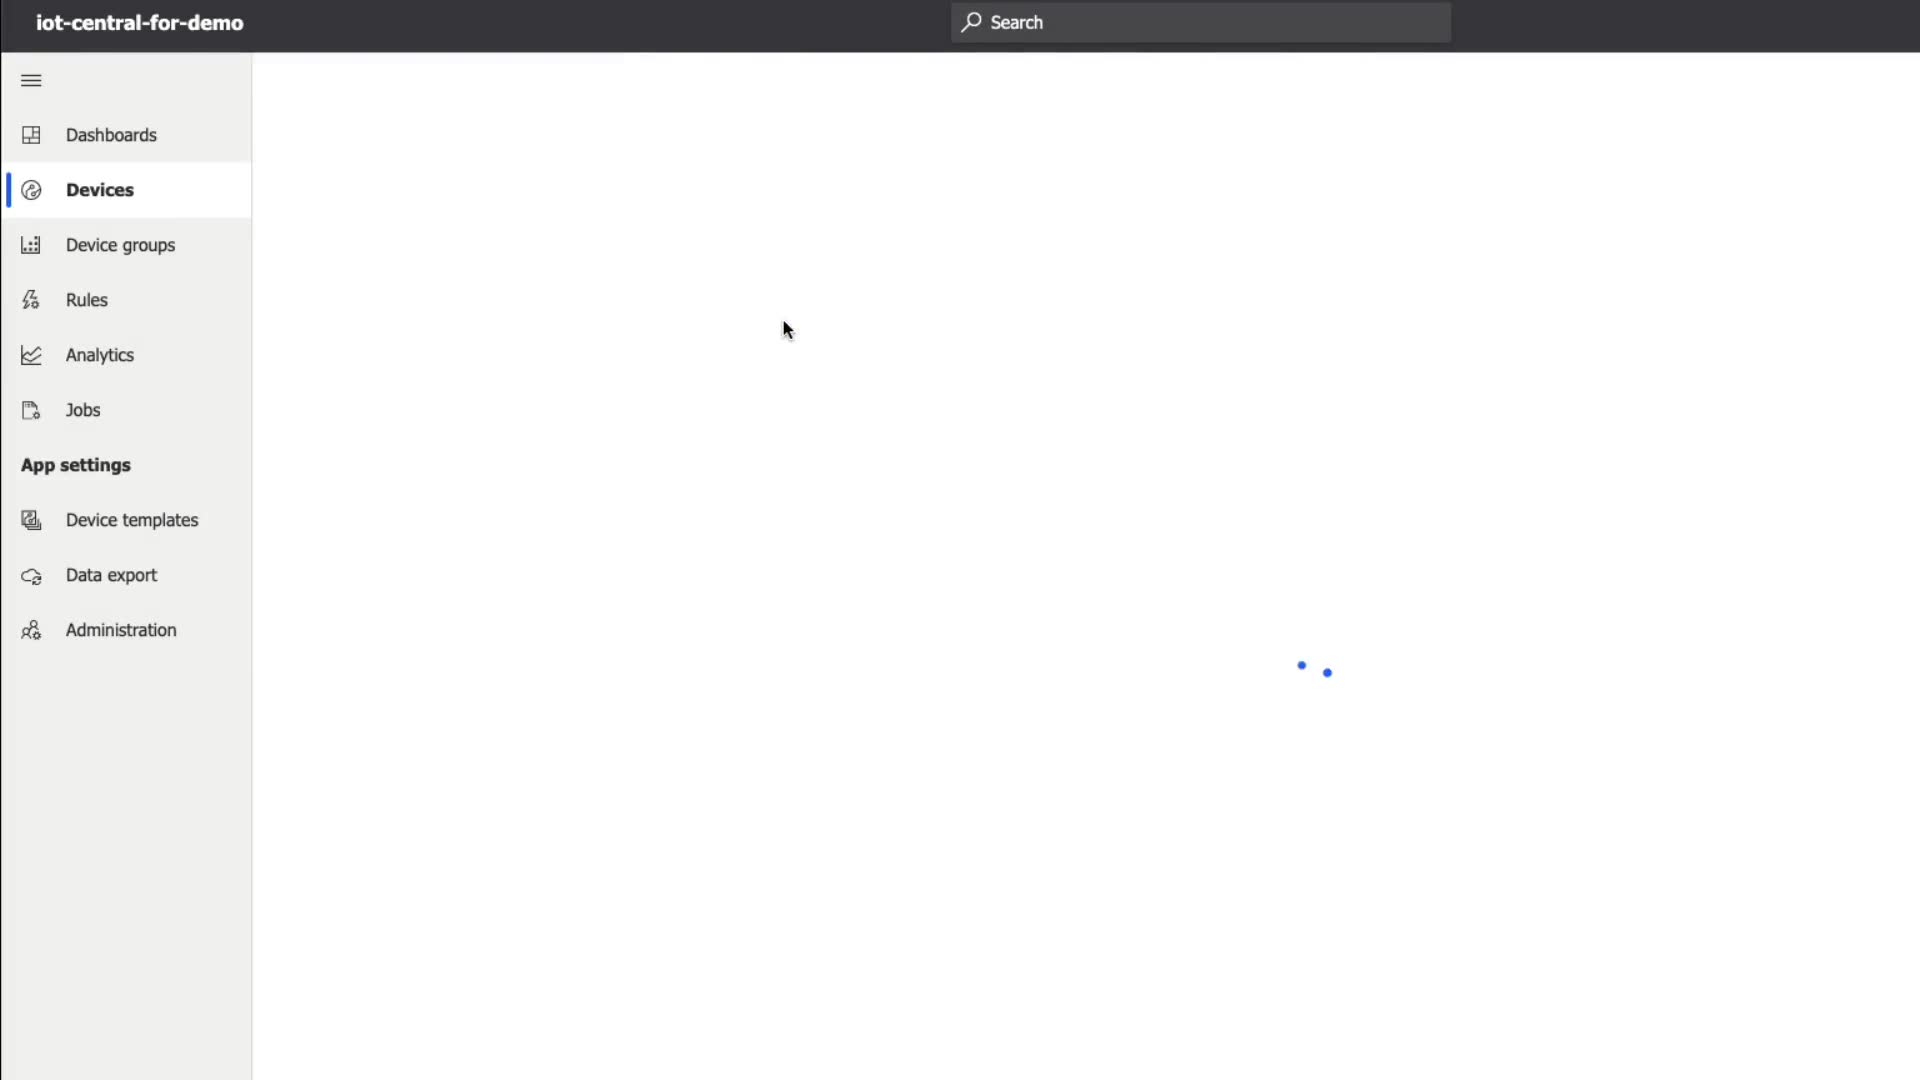 iot-central-for-demo
Search
Dashboards
Devices
Device groups
Rules
Analytics
Jobs
App settings
Device templates
Data export
Administration